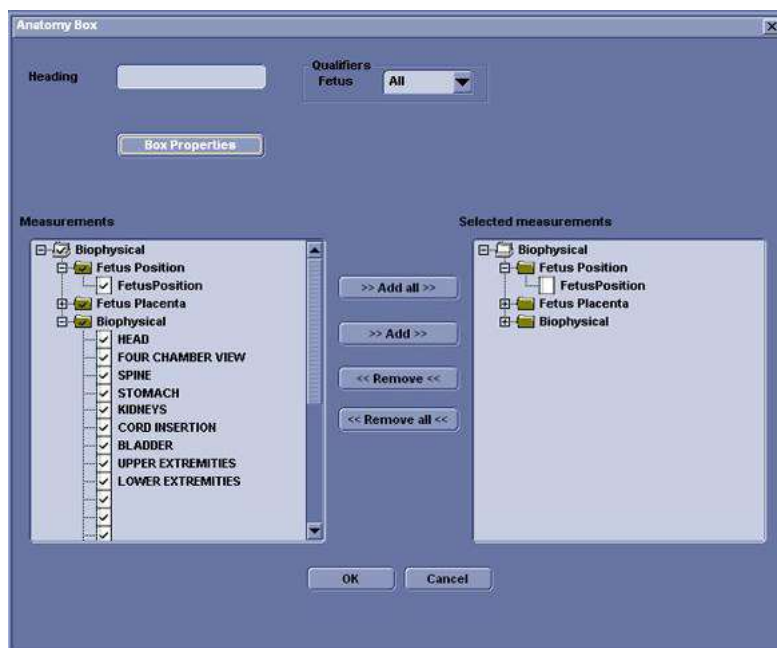 Anatomy Box
Qualifiers
Heading
Fetus All
Box Properties
Measurements
Selected measurements
Biophysical
Fetus Position
FetusPosition
Fetus Placenta
Biophysical
HEAD
FOUR CHAMBER VIEW
SPINE
STOMACH
KIDNEYS
CORD INSERTION
BLADDER
UPPER EXTREMITIES
LOWER EXTREMITIES
>> Add all >>
>> Add >>
<< Remove <<
<< Remove all <<
Biophysical
Fetus Position
FetusPosition
Fetus Placenta
Biophysical
OK
Cancel